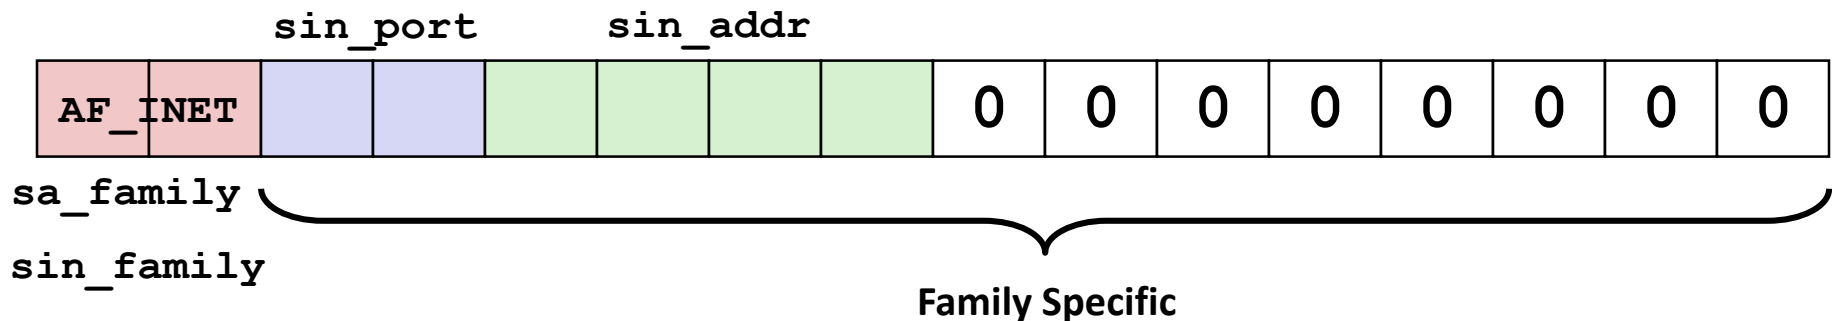 sin_port sin_addr
AF_INET 0 0 0 0 0 0 0 0
sa_family
sin_family
Family Specific